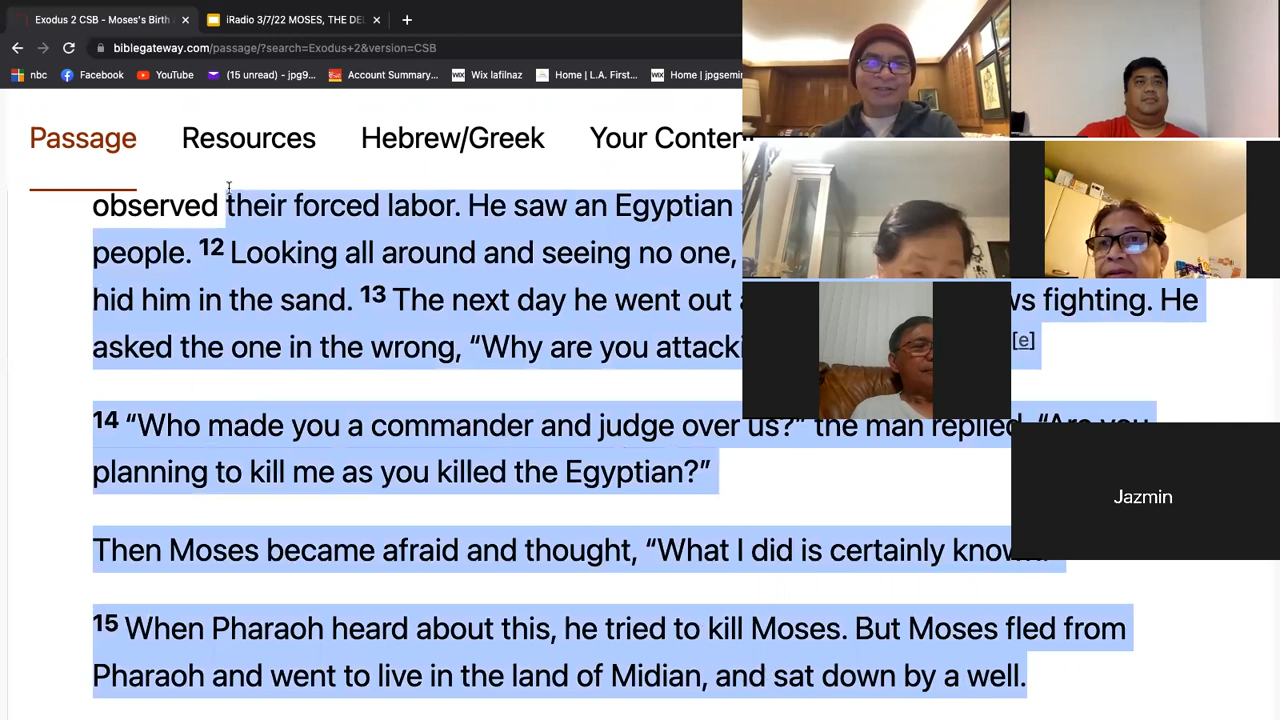 Exodus 2 CSB - Moses's Birth
iRadio 3/7/22 MOSES, THE DEL
biblegateway.com/passage/?search=Exodus+2&version=CSB
nbc Facebook YouTube (15 unread) - jpg9... Account Summary... Wix lafilnaz Home | L.A. First... Home | jpgsemi
Passage Resources Hebrew/Greek Your Conten
observed their forced labor. He saw an Egyptian
people. 12 Looking all around and seeing no one,
hid him in the sand. 13 The next day he went out ws fighting. He
asked the one in the wrong, “Why are you attacki [e]
14 “Who made you a commander and judge over us?” the man replied. “Are you
planning to kill me as you killed the Egyptian?”
Jazmin
Then Moses became afraid and thought, “What I did is certainly know
15 When Pharaoh heard about this, he tried to kill Moses. But Moses fled from
Pharaoh and went to live in the land of Midian, and sat down by a well.